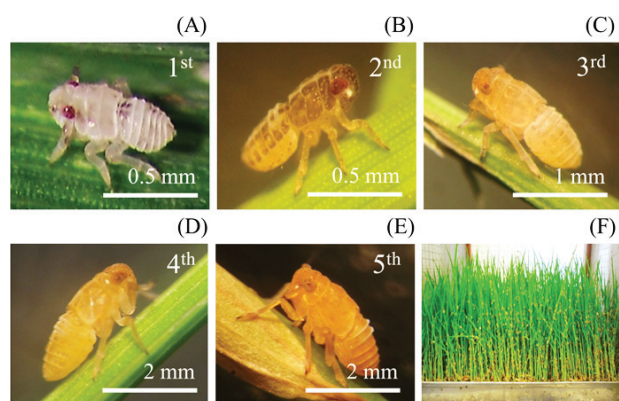 (A)
1st
0.5 mm
(B)
2nd
0.5 mm
(C)
3rd
1 mm
(D)
4th
2 mm
(E)
5th
2 mm
(F)